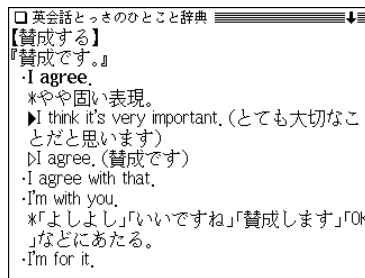 英会話とっさのひとこと辞典
【賛成する】
『賛成です。』
·I agree.
*やや固い表現。
▶I think it's very important. (とても大切なこ
とだと思います)
▷I agree. (賛成です)
·I agree with that.
·I'm with you.
*「よしよし」「いいですね」「賛成します」「OK
」などにあたる。
·I'm for it.